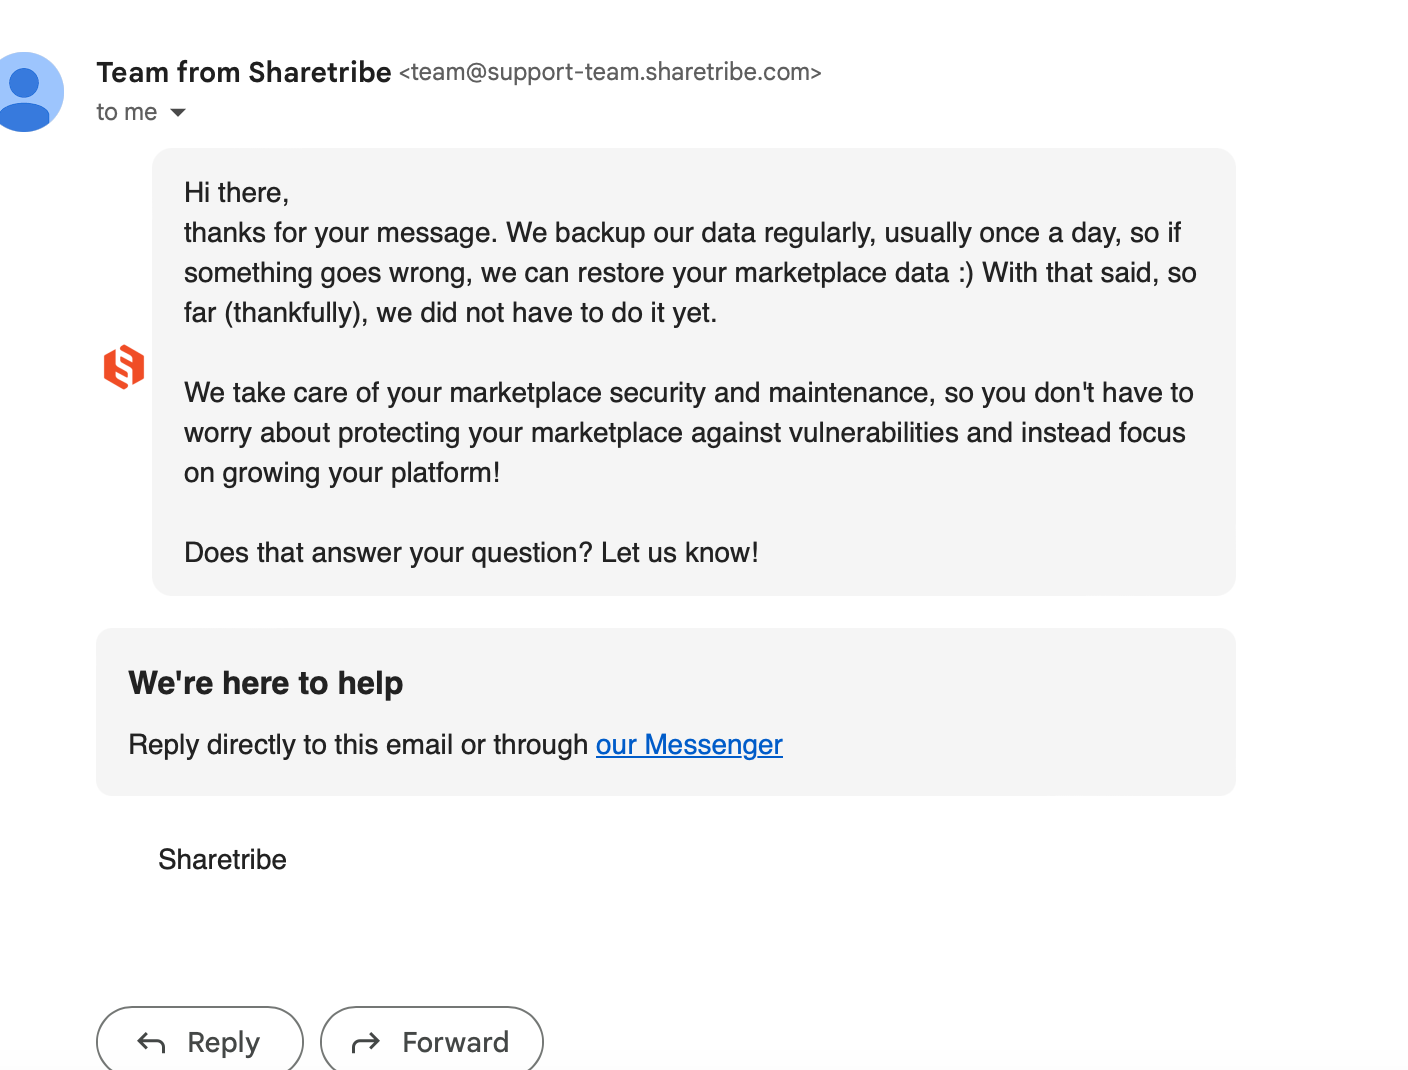 Team from Sharetribe <team@support-team.sharetribe.com>
to me
Hi there,
thanks for your message. We backup our data regularly, usually once a day, so if
something goes wrong, we can restore your marketplace data :) With that said, so
far (thankfully), we did not have to do it yet.
We take care of your marketplace security and maintenance, so you don't have to
worry about protecting your marketplace against vulnerabilities and instead focus
on growing your platform!
Does that answer your question? Let us know!
We're here to help
Reply directly to this email or through our Messenger
Sharetribe
Reply Forward